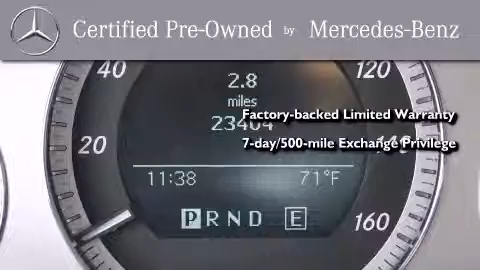 Certified Pre-Owned by Mercedes-Benz
40
120
2.8
miles
Factory-backed Limited Warranty
20
7-day/500-mile Exchange Privilege
11:38 71°F
PRND E
160